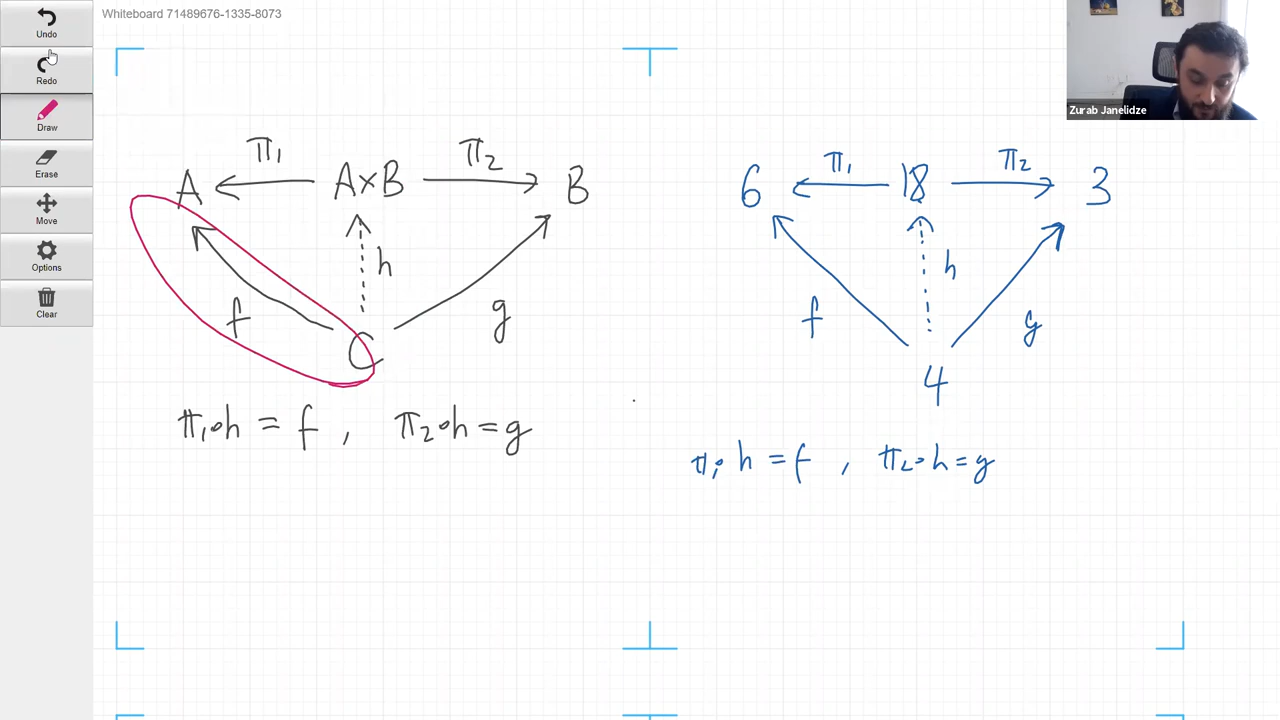 Whiteboard 71489676-1335-8073
Undo
Redo
Draw
Erase
Move
Options
Clear
Zurab Janelidze
π₁ π₂
A A×B B
h
f g
C
π₁∘h = f , π₂∘h = g
π₁ π₂
6 18 3
h
f g
4
π₁∘h = f , π₂∘h = g